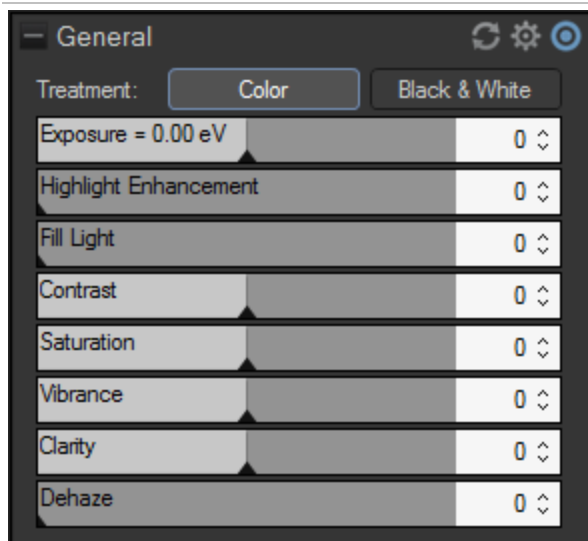 General
Treatment: Color Black & White
Exposure = 0.00 eV 0
Highlight Enhancement 0
Fill Light 0
Contrast 0
Saturation 0
Vibrance 0
Clarity 0
Dehaze 0